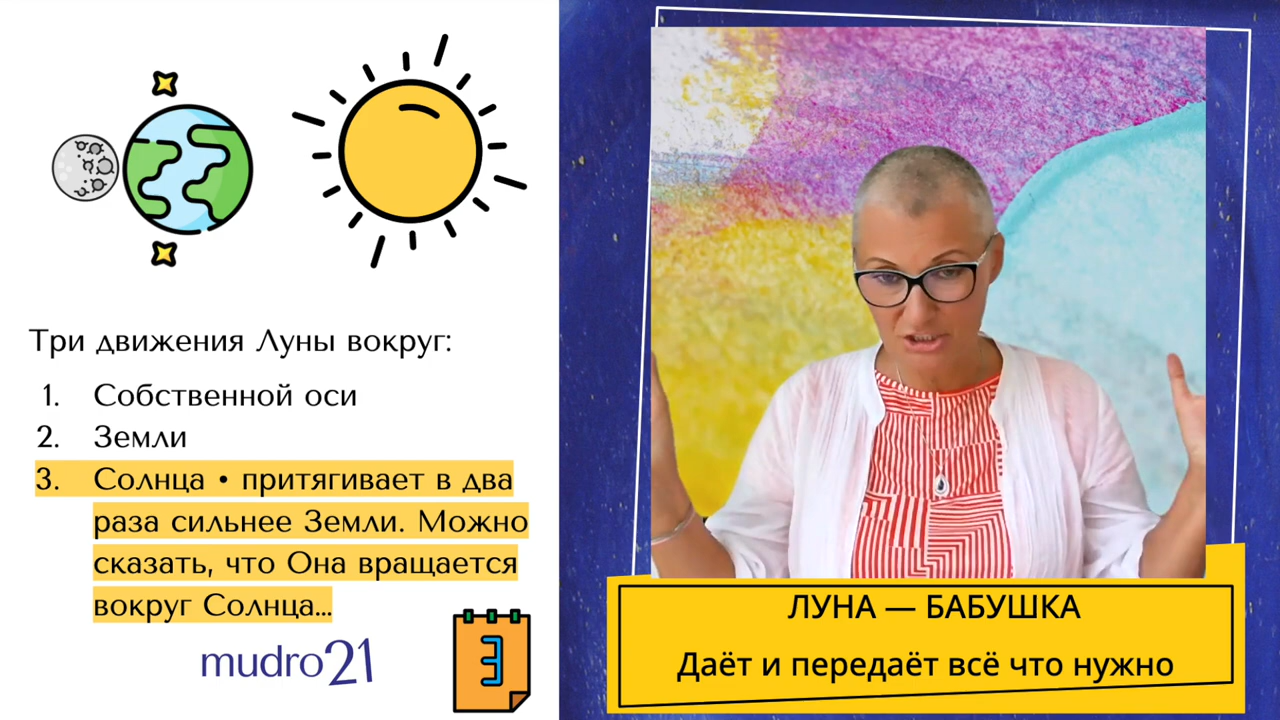 Три движения Луны вокруг:
1. Собственной оси
2. Земли
3. Солнца • притягивает в два
раза сильнее Земли. Можно
сказать, что Она вращается
вокруг Солнца...
mudro21
3
ЛУНА — БАБУШКА
Даёт и передаёт всё что нужно